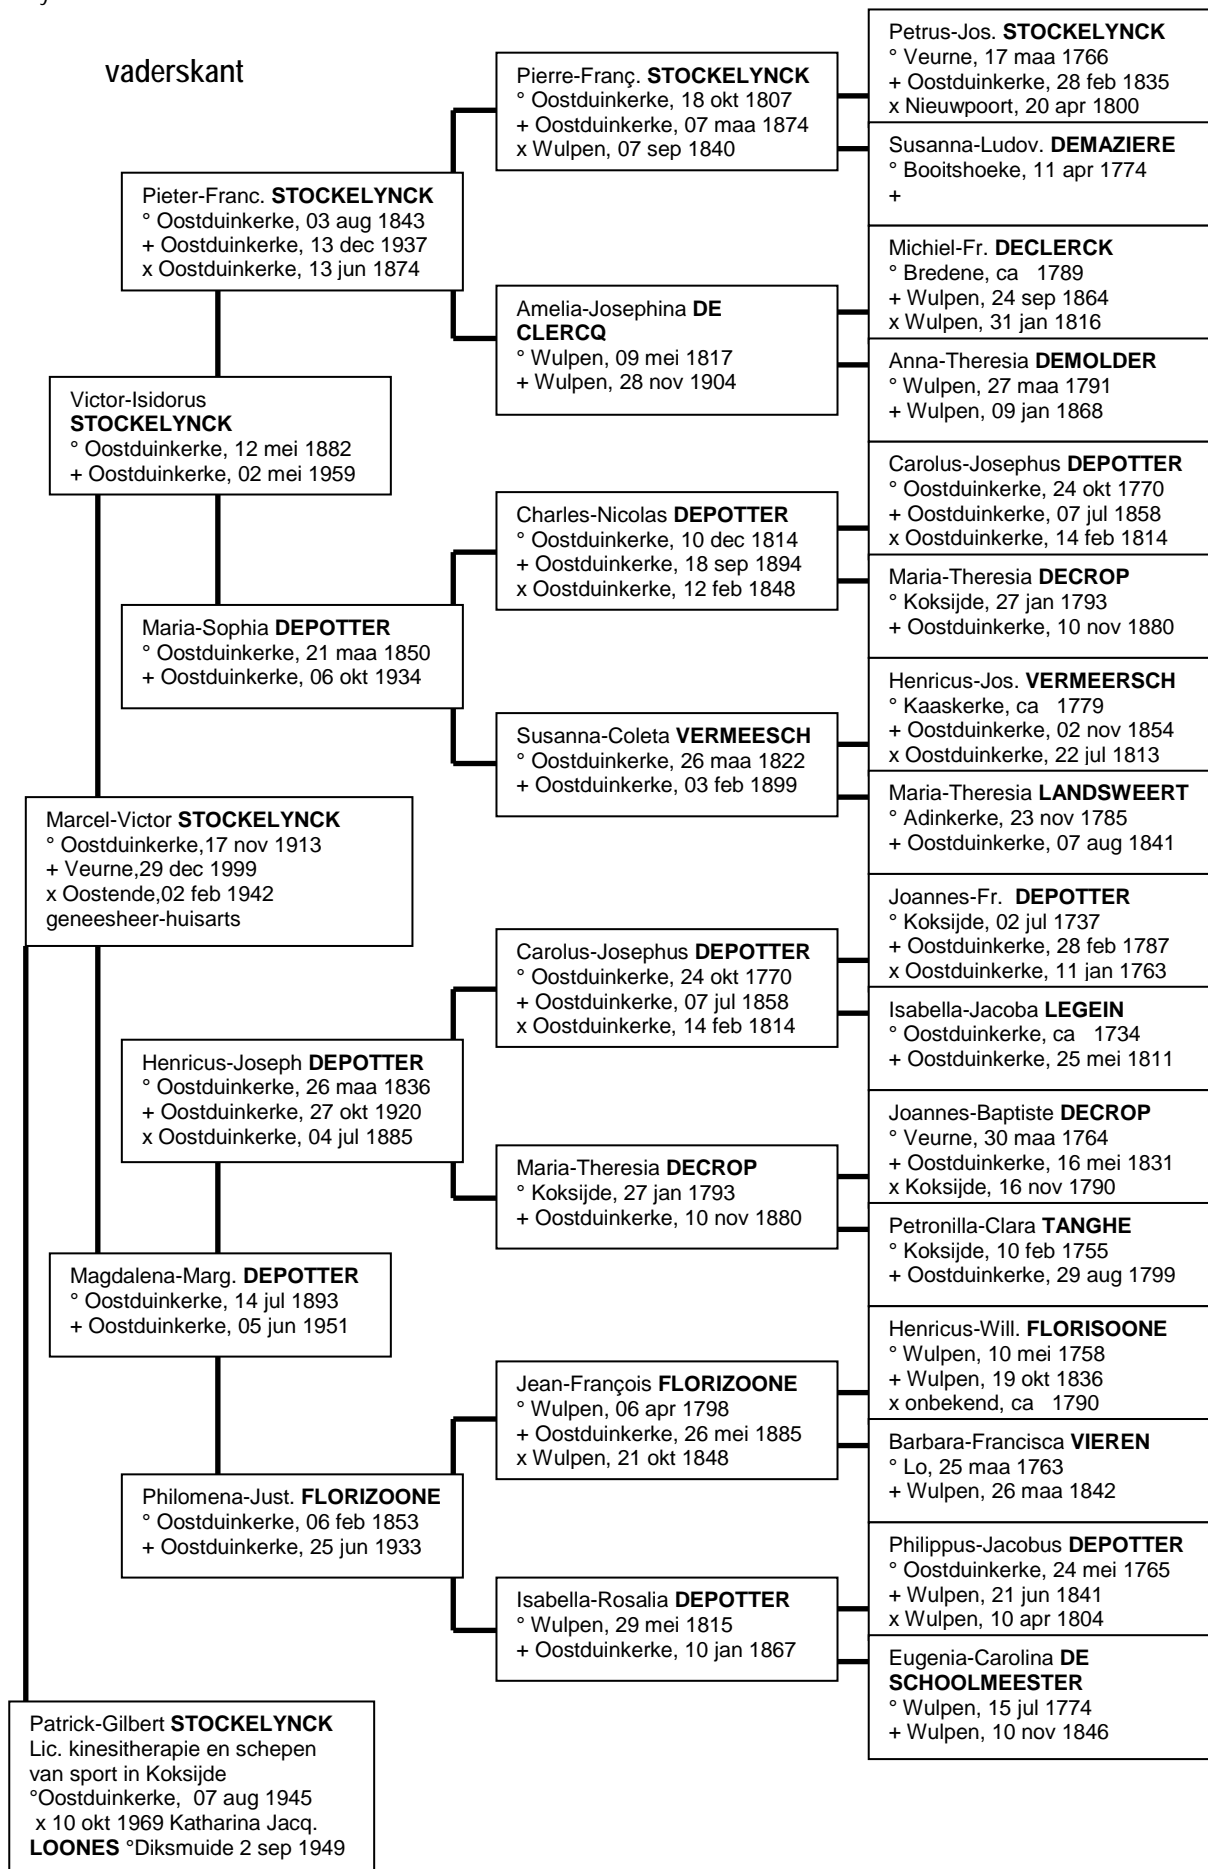 vaderskant
Petrus-Jos. STOCKELYNCK
° Veurne, 17 maa 1766
+ Oostduinkerke, 28 feb 1835
x Nieuwpoort, 20 apr 1800
Pierre-Franç. STOCKELYNCK
° Oostduinkerke, 18 okt 1807
+ Oostduinkerke, 07 maa 1874
x Wulpen, 07 sep 1840
Susanna-Ludov. DEMAZIERE
° Booitshoeke, 11 apr 1774
+
Pieter-Franc. STOCKELYNCK
° Oostduinkerke, 03 aug 1843
+ Oostduinkerke, 13 dec 1937
x Oostduinkerke, 13 jun 1874
Michiel-Fr. DECLERCK
° Bredene, ca   1789
+ Wulpen, 24 sep 1864
x Wulpen, 31 jan 1816
Amelia-Josephina DE
CLERCQ
° Wulpen, 09 mei 1817
+ Wulpen, 28 nov 1904
Anna-Theresia DEMOLDER
° Wulpen, 27 maa 1791
+ Wulpen, 09 jan 1868
Victor-Isidorus
STOCKELYNCK
° Oostduinkerke, 12 mei 1882
+ Oostduinkerke, 02 mei 1959
Carolus-Josephus DEPOTTER
° Oostduinkerke, 24 okt 1770
+ Oostduinkerke, 07 jul 1858
x Oostduinkerke, 14 feb 1814
Charles-Nicolas DEPOTTER
° Oostduinkerke, 10 dec 1814
+ Oostduinkerke, 18 sep 1894
x Oostduinkerke, 12 feb 1848
Maria-Theresia DECROP
° Koksijde, 27 jan 1793
+ Oostduinkerke, 10 nov 1880
Maria-Sophia DEPOTTER
° Oostduinkerke, 21 maa 1850
+ Oostduinkerke, 06 okt 1934
Henricus-Jos. VERMEERSCH
° Kaaskerke, ca   1779
+ Oostduinkerke, 02 nov 1854
x Oostduinkerke, 22 jul 1813
Susanna-Coleta VERMEESCH
° Oostduinkerke, 26 maa 1822
+ Oostduinkerke, 03 feb 1899
Maria-Theresia LANDSWEERT
° Adinkerke, 23 nov 1785
+ Oostduinkerke, 07 aug 1841
Marcel-Victor STOCKELYNCK
° Oostduinkerke,17 nov 1913
+ Veurne,29 dec 1999
x Oostende,02 feb 1942
geneesheer-huisarts
Joannes-Fr.  DEPOTTER
° Koksijde, 02 jul 1737
+ Oostduinkerke, 28 feb 1787
x Oostduinkerke, 11 jan 1763
Carolus-Josephus DEPOTTER
° Oostduinkerke, 24 okt 1770
+ Oostduinkerke, 07 jul 1858
x Oostduinkerke, 14 feb 1814
Isabella-Jacoba LEGEIN
° Oostduinkerke, ca   1734
+ Oostduinkerke, 25 mei 1811
Henricus-Joseph DEPOTTER
° Oostduinkerke, 26 maa 1836
+ Oostduinkerke, 27 okt 1920
x Oostduinkerke, 04 jul 1885
Joannes-Baptiste DECROP
° Veurne, 30 maa 1764
+ Oostduinkerke, 16 mei 1831
x Koksijde, 16 nov 1790
Maria-Theresia DECROP
° Koksijde, 27 jan 1793
+ Oostduinkerke, 10 nov 1880
Petronilla-Clara TANGHE
° Koksijde, 10 feb 1755
+ Oostduinkerke, 29 aug 1799
Magdalena-Marg. DEPOTTER
° Oostduinkerke, 14 jul 1893
+ Oostduinkerke, 05 jun 1951
Henricus-Will. FLORISOONE
° Wulpen, 10 mei 1758
+ Wulpen, 19 okt 1836
x onbekend, ca   1790
Jean-François FLORIZOONE
° Wulpen, 06 apr 1798
+ Oostduinkerke, 26 mei 1885
x Wulpen, 21 okt 1848
Barbara-Francisca VIEREN
° Lo, 25 maa 1763
+ Wulpen, 26 maa 1842
Philomena-Just. FLORIZOONE
° Oostduinkerke, 06 feb 1853
+ Oostduinkerke, 25 jun 1933
Philippus-Jacobus DEPOTTER
° Oostduinkerke, 24 mei 1765
+ Wulpen, 21 jun 1841
x Wulpen, 10 apr 1804
Isabella-Rosalia DEPOTTER
° Wulpen, 29 mei 1815
+ Oostduinkerke, 10 jan 1867
Eugenia-Carolina DE
SCHOOLMEESTER
° Wulpen, 15 jul 1774
+ Wulpen, 10 nov 1846
Patrick-Gilbert STOCKELYNCK
Lic. kinesitherapie en schepen
van sport in Koksijde
°Oostduinkerke,  07 aug 1945
x 10 okt 1969 Katharina Jacq.
LOONES °Diksmuide 2 sep 1949